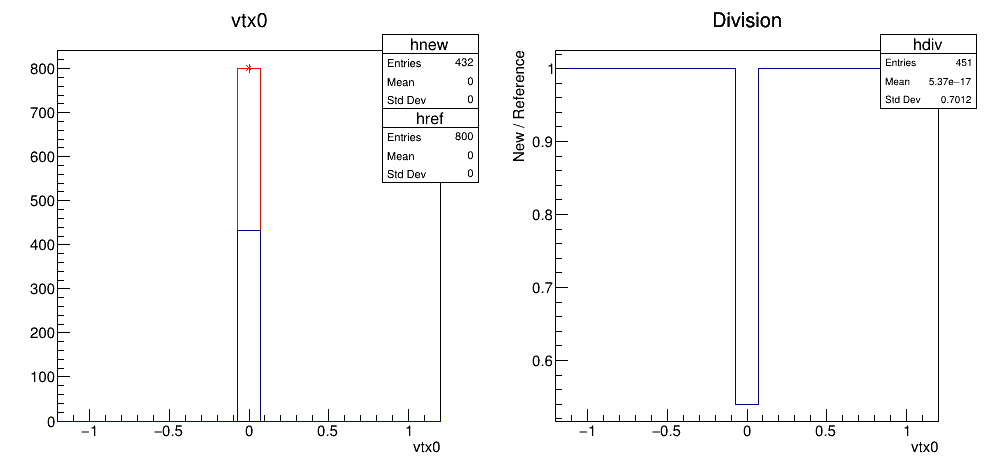 vtx0
hnew
Entries 432
Mean 0
Std Dev 0
href
Entries 800
Mean 0
Std Dev 0
800
700
600
500
400
300
200
100
0
−1 −0.5 0 0.5 1
vtx0
Division
hdiv
Entries 451
Mean 5.37e−17
Std Dev 0.7012
New / Reference
1
0.9
0.8
0.7
0.6
−1 −0.5 0 0.5 1
vtx0